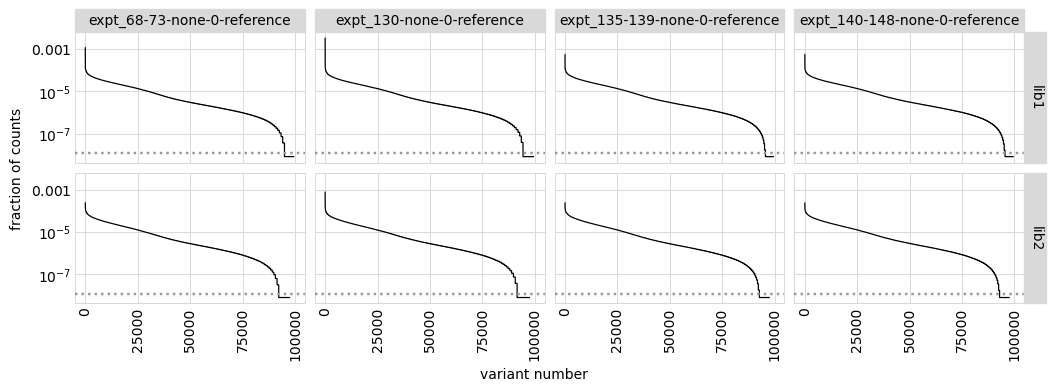 expt_68-73-none-0-reference expt_130-none-0-reference expt_135-139-none-0-reference expt_140-148-none-0-reference
0.001
10⁻⁵
10⁻⁷
lib1
0.001
10⁻⁵
10⁻⁷
lib2
fraction of counts
0 25000 50000 75000 100000 0 25000 50000 75000 100000 0 25000 50000 75000 100000 0 25000 50000 75000 100000
variant number